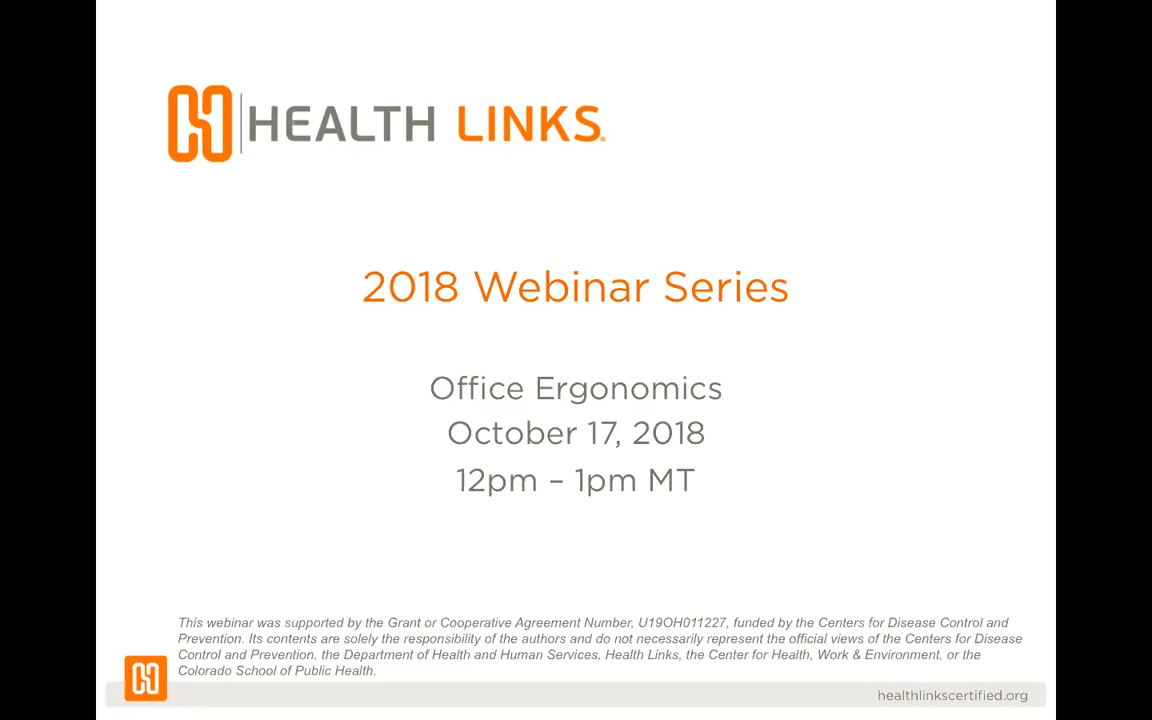 HEALTH LINKS®
2018 Webinar Series
Office Ergonomics
October 17, 2018
12pm – 1pm MT
This webinar was supported by the Grant or Cooperative Agreement Number, U19OH011227, funded by the Centers for Disease Control and
Prevention. Its contents are solely the responsibility of the authors and do not necessarily represent the official views of the Centers for Disease
Control and Prevention, the Department of Health and Human Services, Health Links, the Center for Health, Work & Environment, or the
Colorado School of Public Health.
healthlinkscertified.org